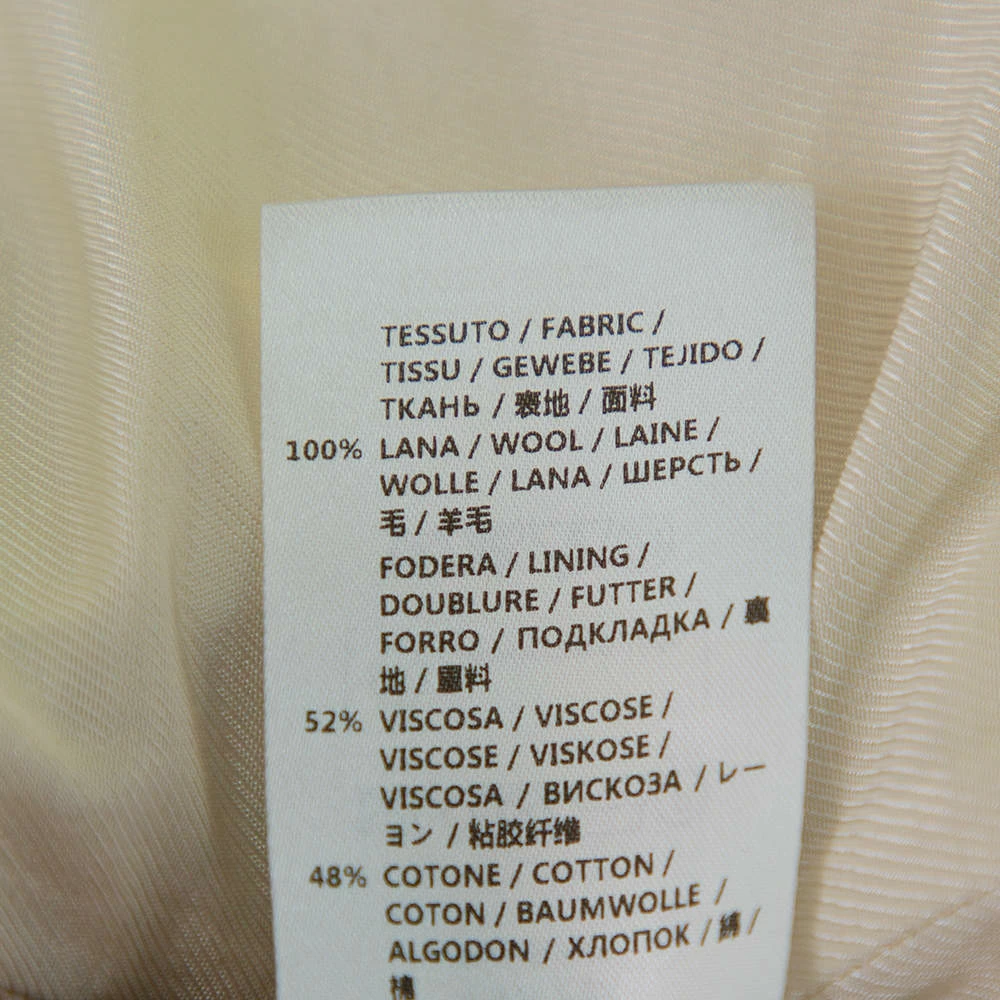 TESSUTO / FABRIC /
TISSU / GEWEBE / TEJIDO /
ТКАНЬ / 裹地 / 面料
100% LANA / WOOL / LAINE /
WOLLE / LANA / ШЕРСТЬ /
毛 / 羊毛
FODERA / LINING /
DOUBLURE / FUTTER /
FORRO / ПОДКЛАДКА / 裏
地 / 料
52% VISCOSA / VISCOSE /
VISCOSE / VISKOSE /
VISCOSA / ВИСКОЗА / レー
ヨン / 粘胶纤维
48% COTONE / COTTON /
COTON / BAUMWOLLE /
ALGODON / ХЛОПОК / 綿 /
棉